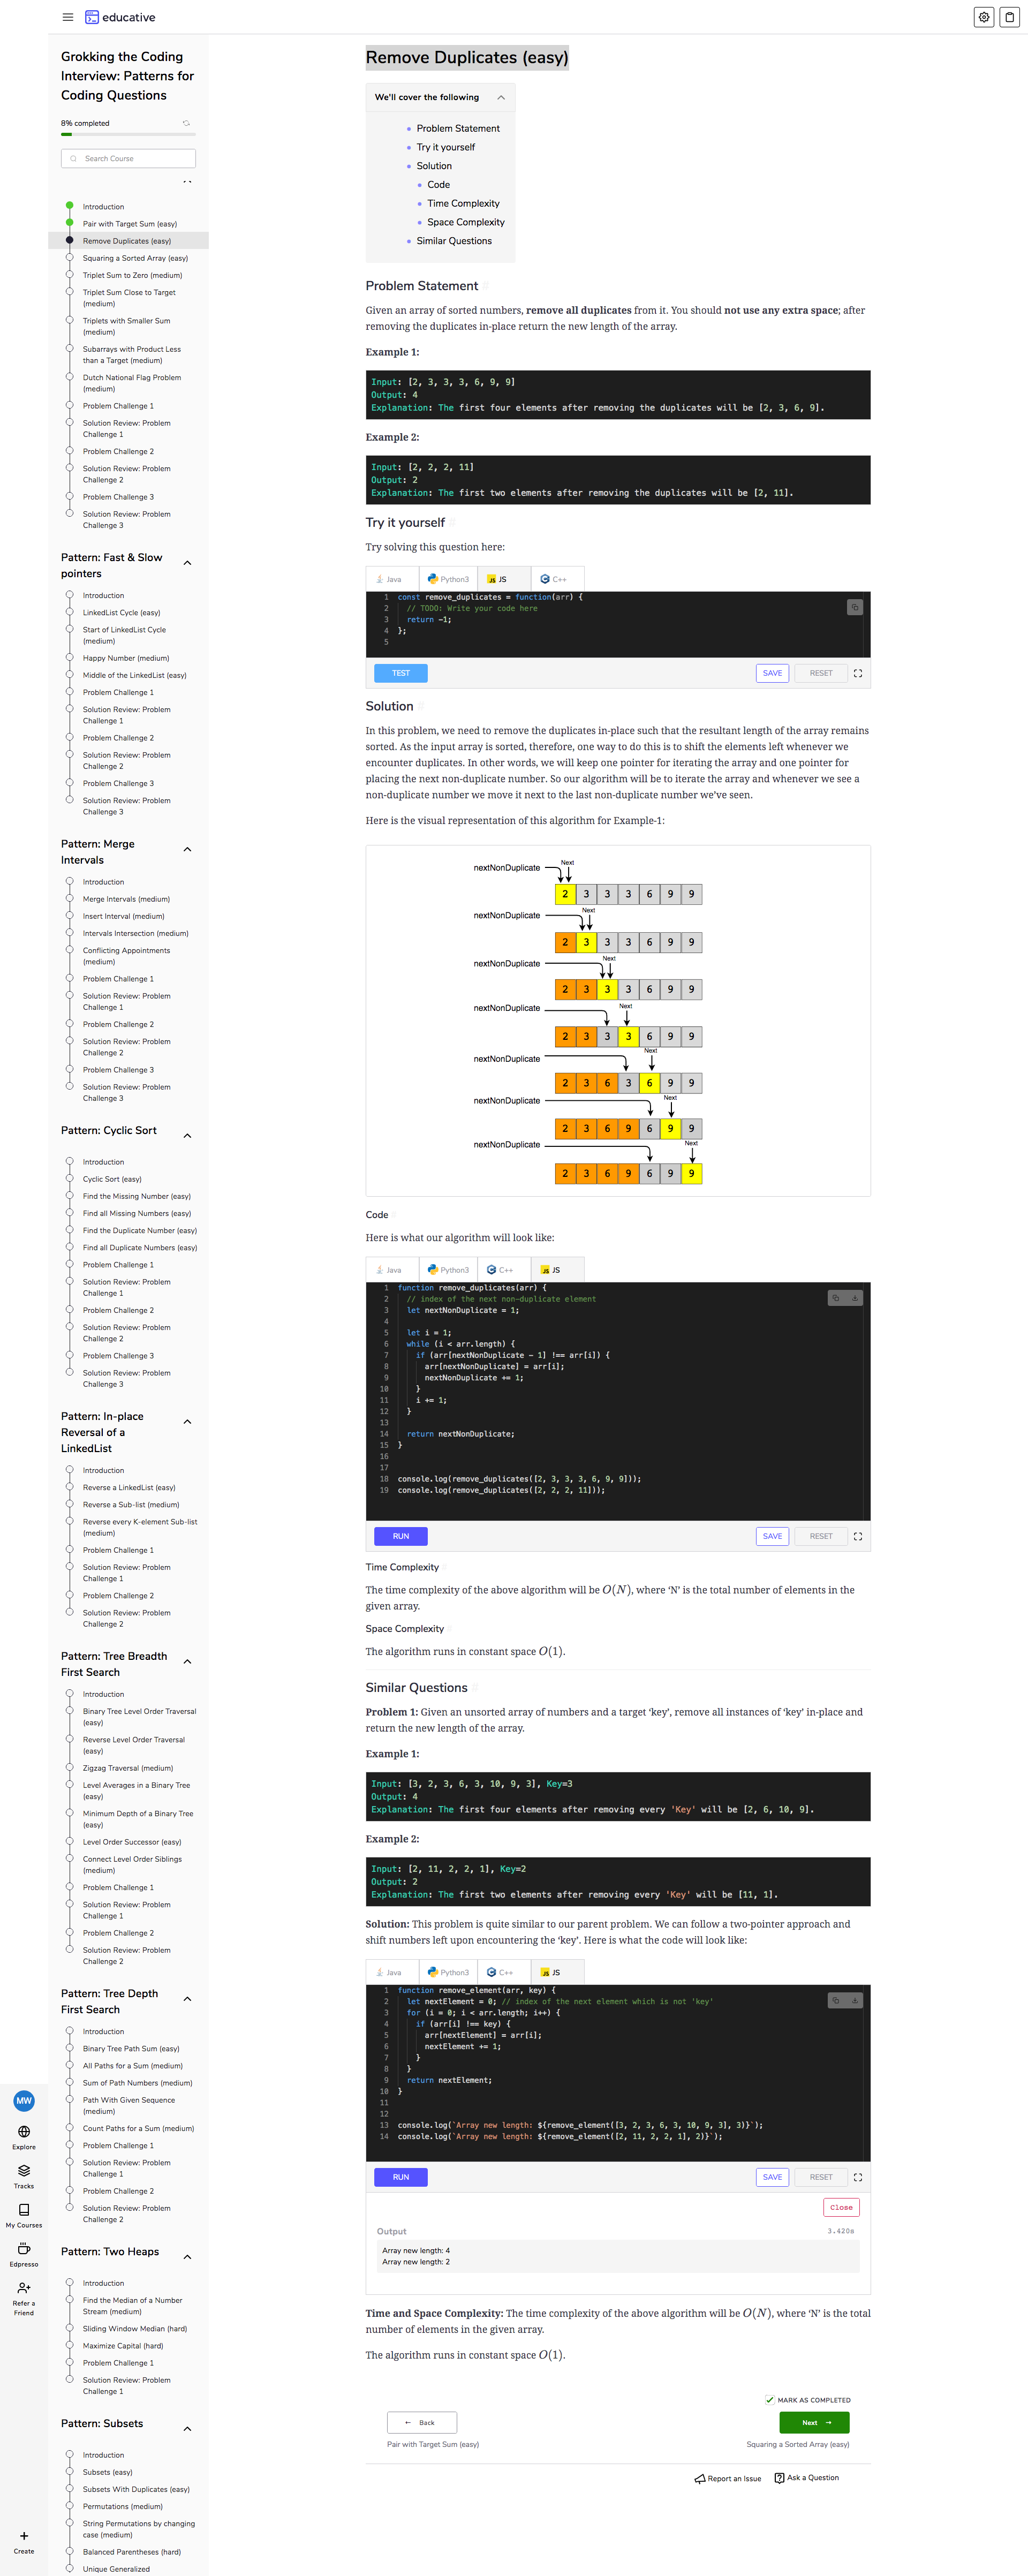 educative
Grokking the Coding
Interview: Patterns for
Coding Questions
8% completed
Search Course
Introduction
Pair with Target Sum (easy)
Remove Duplicates (easy)
Squaring a Sorted Array (easy)
Triplet Sum to Zero (medium)
Triplet Sum Close to Target
(medium)
Triplets with Smaller Sum
(medium)
Subarrays with Product Less
than a Target (medium)
Dutch National Flag Problem
(medium)
Problem Challenge 1
Solution Review: Problem
Challenge 1
Problem Challenge 2
Solution Review: Problem
Challenge 2
Problem Challenge 3
Solution Review: Problem
Challenge 3
Pattern: Fast & Slow
pointers
Introduction
LinkedList Cycle (easy)
Start of LinkedList Cycle
(medium)
Happy Number (medium)
Middle of the LinkedList (easy)
Problem Challenge 1
Solution Review: Problem
Challenge 1
Problem Challenge 2
Solution Review: Problem
Challenge 2
Problem Challenge 3
Solution Review: Problem
Challenge 3
Pattern: Merge
Intervals
Introduction
Merge Intervals (medium)
Insert Interval (medium)
Intervals Intersection (medium)
Conflicting Appointments
(medium)
Problem Challenge 1
Solution Review: Problem
Challenge 1
Problem Challenge 2
Solution Review: Problem
Challenge 2
Problem Challenge 3
Solution Review: Problem
Challenge 3
Pattern: Cyclic Sort
Introduction
Cyclic Sort (easy)
Find the Missing Number (easy)
Find all Missing Numbers (easy)
Find the Duplicate Number (easy)
Find all Duplicate Numbers (easy)
Problem Challenge 1
Solution Review: Problem
Challenge 1
Problem Challenge 2
Solution Review: Problem
Challenge 2
Problem Challenge 3
Solution Review: Problem
Challenge 3
Pattern: In-place
Reversal of a
LinkedList
Introduction
Reverse a LinkedList (easy)
Reverse a Sub-list (medium)
Reverse every K-element Sub-list
(medium)
Problem Challenge 1
Solution Review: Problem
Challenge 1
Problem Challenge 2
Solution Review: Problem
Challenge 2
Pattern: Tree Breadth
First Search
Introduction
Binary Tree Level Order Traversal
(easy)
Reverse Level Order Traversal
(easy)
Zigzag Traversal (medium)
Level Averages in a Binary Tree
(easy)
Minimum Depth of a Binary Tree
(easy)
Level Order Successor (easy)
Connect Level Order Siblings
(medium)
Problem Challenge 1
Solution Review: Problem
Challenge 1
Problem Challenge 2
Solution Review: Problem
Challenge 2
Pattern: Tree Depth
First Search
Introduction
Binary Tree Path Sum (easy)
All Paths for a Sum (medium)
Sum of Path Numbers (medium)
Path With Given Sequence
(medium)
Count Paths for a Sum (medium)
Problem Challenge 1
Solution Review: Problem
Challenge 1
Problem Challenge 2
Solution Review: Problem
Challenge 2
Pattern: Two Heaps
Introduction
Find the Median of a Number
Stream (medium)
Sliding Window Median (hard)
Maximize Capital (hard)
Problem Challenge 1
Solution Review: Problem
Challenge 1
Pattern: Subsets
Introduction
Subsets (easy)
Subsets With Duplicates (easy)
Permutations (medium)
String Permutations by changing
case (medium)
Balanced Parentheses (hard)
Unique Generalized
MW
Explore
Tracks
My Courses
Edpresso
Refer a
Friend
Create
Remove Duplicates (easy)
We'll cover the following
Problem Statement
Try it yourself
Solution
Code
Time Complexity
Space Complexity
Similar Questions
Problem Statement
Given an array of sorted numbers, remove all duplicates from it. You should not use any extra space; after
removing the duplicates in-place return the new length of the array.
Example 1:
Input: [2, 3, 3, 3, 6, 9, 9]
Output: 4
Explanation: The first four elements after removing the duplicates will be [2, 3, 6, 9].
Example 2:
Input: [2, 2, 2, 11]
Output: 2
Explanation: The first two elements after removing the duplicates will be [2, 11].
Try it yourself
Try solving this question here:
Java Python3 JS C++
1 const remove_duplicates = function(arr) {
2 // TODO: Write your code here
3 return -1;
4 };
5
TEST SAVE RESET
Solution
In this problem, we need to remove the duplicates in-place such that the resultant length of the array remains
sorted. As the input array is sorted, therefore, one way to do this is to shift the elements left whenever we
encounter duplicates. In other words, we will keep one pointer for iterating the array and one pointer for
placing the next non-duplicate number. So our algorithm will be to iterate the array and whenever we see a
non-duplicate number we move it next to the last non-duplicate number we've seen.
Here is the visual representation of this algorithm for Example-1:
Next
nextNonDuplicate
2 3 3 3 6 9 9
Next
nextNonDuplicate
2 3 3 3 6 9 9
Next
nextNonDuplicate
2 3 3 3 6 9 9
Next
nextNonDuplicate
2 3 3 3 6 9 9
Next
nextNonDuplicate
2 3 6 3 6 9 9
Next
nextNonDuplicate
2 3 6 9 6 9 9
Next
nextNonDuplicate
2 3 6 9 6 9 9
Code
Here is what our algorithm will look like:
Java Python3 C++ JS
1 function remove_duplicates(arr) {
2 // index of the next non-duplicate element
3 let nextNonDuplicate = 1;
4
5 let i = 1;
6 while (i < arr.length) {
7 if (arr[nextNonDuplicate - 1] !== arr[i]) {
8 arr[nextNonDuplicate] = arr[i];
9 nextNonDuplicate += 1;
10 }
11 i += 1;
12 }
13
14 return nextNonDuplicate;
15 }
16
17
18 console.log(remove_duplicates([2, 3, 3, 3, 6, 9, 9]));
19 console.log(remove_duplicates([2, 2, 2, 11]));
RUN SAVE RESET
Time Complexity
The time complexity of the above algorithm will be O(N), where ‘N’ is the total number of elements in the
given array.
Space Complexity
The algorithm runs in constant space O(1).
Similar Questions
Problem 1: Given an unsorted array of numbers and a target ‘key’, remove all instances of ‘key’ in-place and
return the new length of the array.
Example 1:
Input: [3, 2, 3, 6, 3, 10, 9, 3], Key=3
Output: 4
Explanation: The first four elements after removing every 'Key' will be [2, 6, 10, 9].
Example 2:
Input: [2, 11, 2, 2, 1], Key=2
Output: 2
Explanation: The first two elements after removing every 'Key' will be [11, 1].
Solution: This problem is quite similar to our parent problem. We can follow a two-pointer approach and
shift numbers left upon encountering the ‘key’. Here is what the code will look like:
Java Python3 C++ JS
1 function remove_element(arr, key) {
2 let nextElement = 0; // index of the next element which is not 'key'
3 for (i = 0; i < arr.length; i++) {
4 if (arr[i] !== key) {
5 arr[nextElement] = arr[i];
6 nextElement += 1;
7 }
8 }
9 return nextElement;
10 }
11
12
13 console.log(`Array new length: ${remove_element([3, 2, 3, 6, 3, 10, 9, 3], 3)}`);
14 console.log(`Array new length: ${remove_element([2, 11, 2, 2, 1], 2)}`);
RUN SAVE RESET
Close
Output 3.420s
Array new length: 4
Array new length: 2
Time and Space Complexity: The time complexity of the above algorithm will be O(N), where ‘N’ is the total
number of elements in the given array.
The algorithm runs in constant space O(1).
MARK AS COMPLETED
← Back Next →
Pair with Target Sum (easy) Squaring a Sorted Array (easy)
Report an Issue Ask a Question